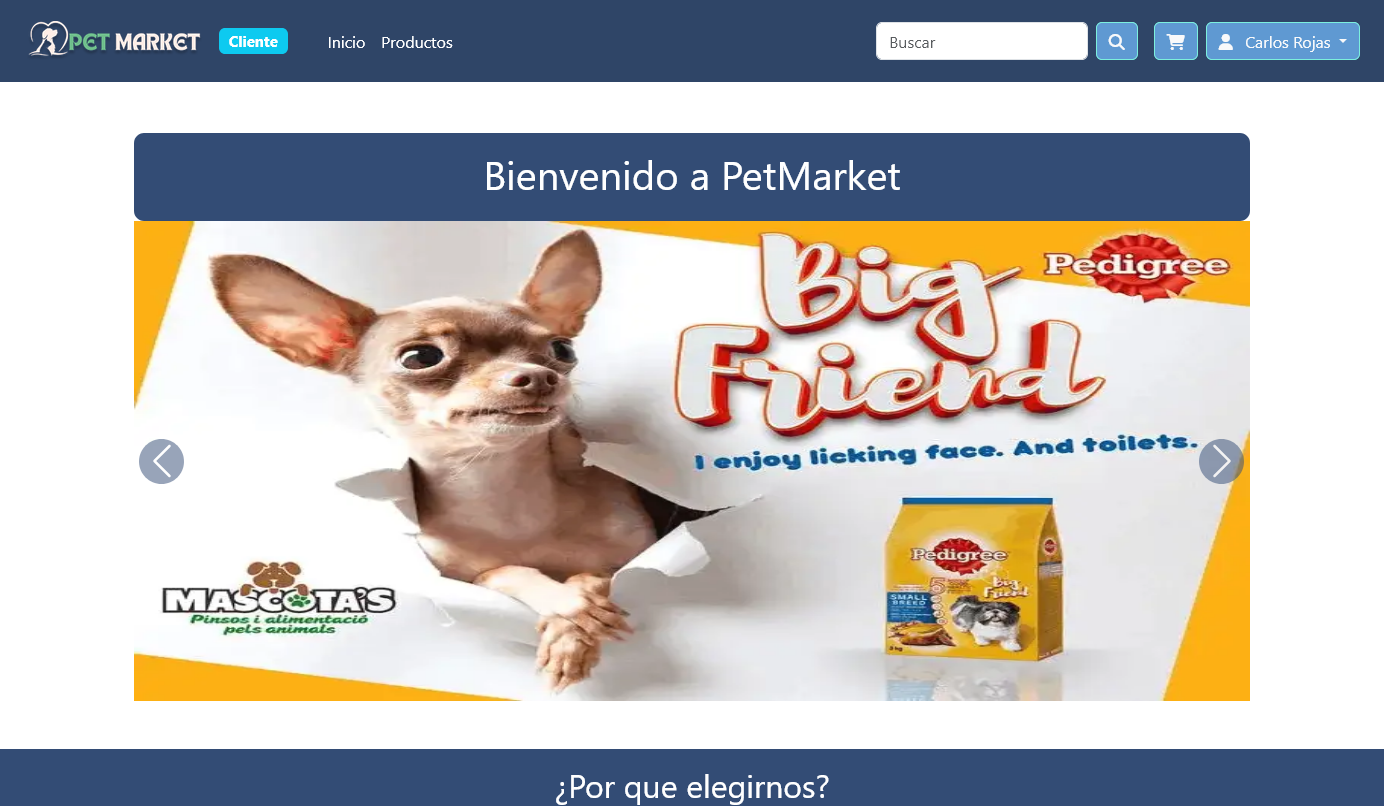 PET MARKET
Cliente
Inicio
Productos
Buscar
Carlos Rojas
Bienvenido a PetMarket
Big
Friend
Pedigree
I enjoy licking face. And toilets.
MASCOTA'S
Pinsos i alimentació
pels animals
Pedigree
5
Big
Friend
SMALL
BREED
¿Por que elegirnos?